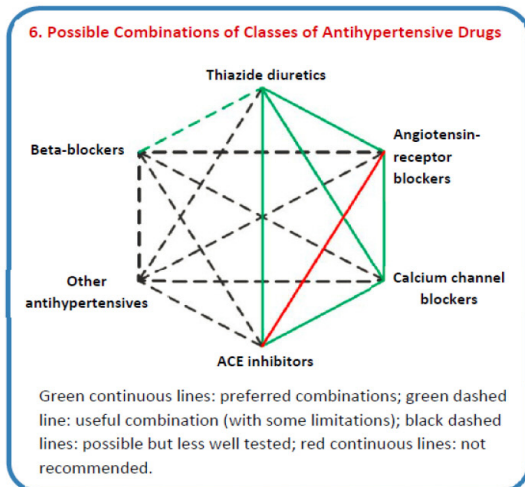 6. Possible Combinations of Classes of Antihypertensive Drugs
Thiazide diuretics
Beta-blockers
Angiotensin-
receptor
blockers
Other
antihypertensives
Calcium channel
blockers
ACE inhibitors
Green continuous lines: preferred combinations; green dashed
line: useful combination (with some limitations); black dashed
lines: possible but less well tested; red continuous lines: not
recommended.